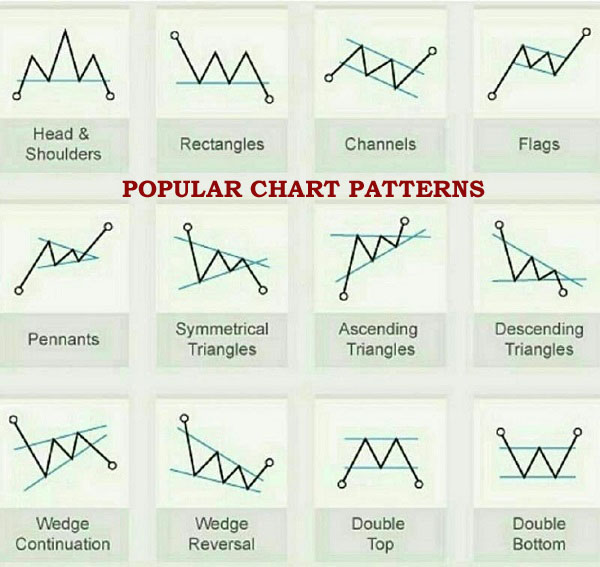 Head &
Shoulders
Rectangles
Channels
Flags
POPULAR CHART PATTERNS
Pennants
Symmetrical
Triangles
Ascending
Triangles
Descending
Triangles
Wedge
Continuation
Wedge
Reversal
Double
Top
Double
Bottom